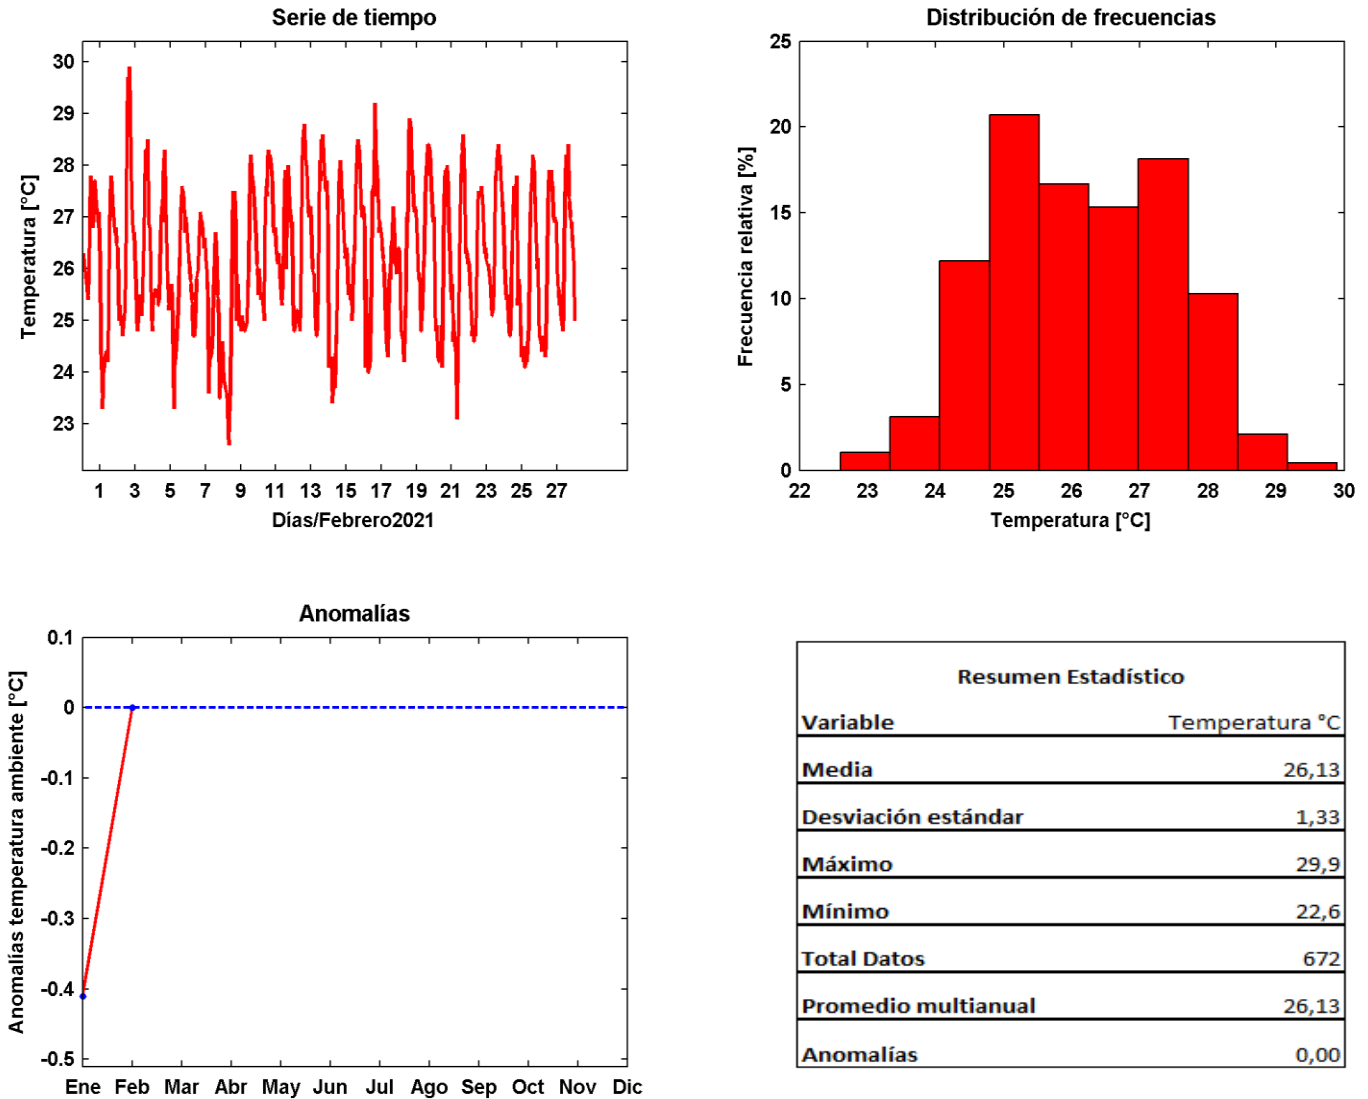 Serie de tiempo
Temperatura [°C]
30
29
28
27
26
25
24
23
1 3 5 7 9 11 13 15 17 19 21 23 25 27
Días/Febrero2021
Distribución de frecuencias
Frecuencia relativa [%]
25
20
15
10
5
0
22 23 24 25 26 27 28 29 30
Temperatura [°C]
Anomalías
Anomalías temperatura ambiente [°C]
0.1
0
-0.1
-0.2
-0.3
-0.4
-0.5
Ene Feb Mar Abr May Jun Jul Ago Sep Oct Nov Dic
Resumen Estadístico
Variable Temperatura °C
Media 26,13
Desviación estándar 1,33
Máximo 29,9
Mínimo 22,6
Total Datos 672
Promedio multianual 26,13
Anomalías 0,00